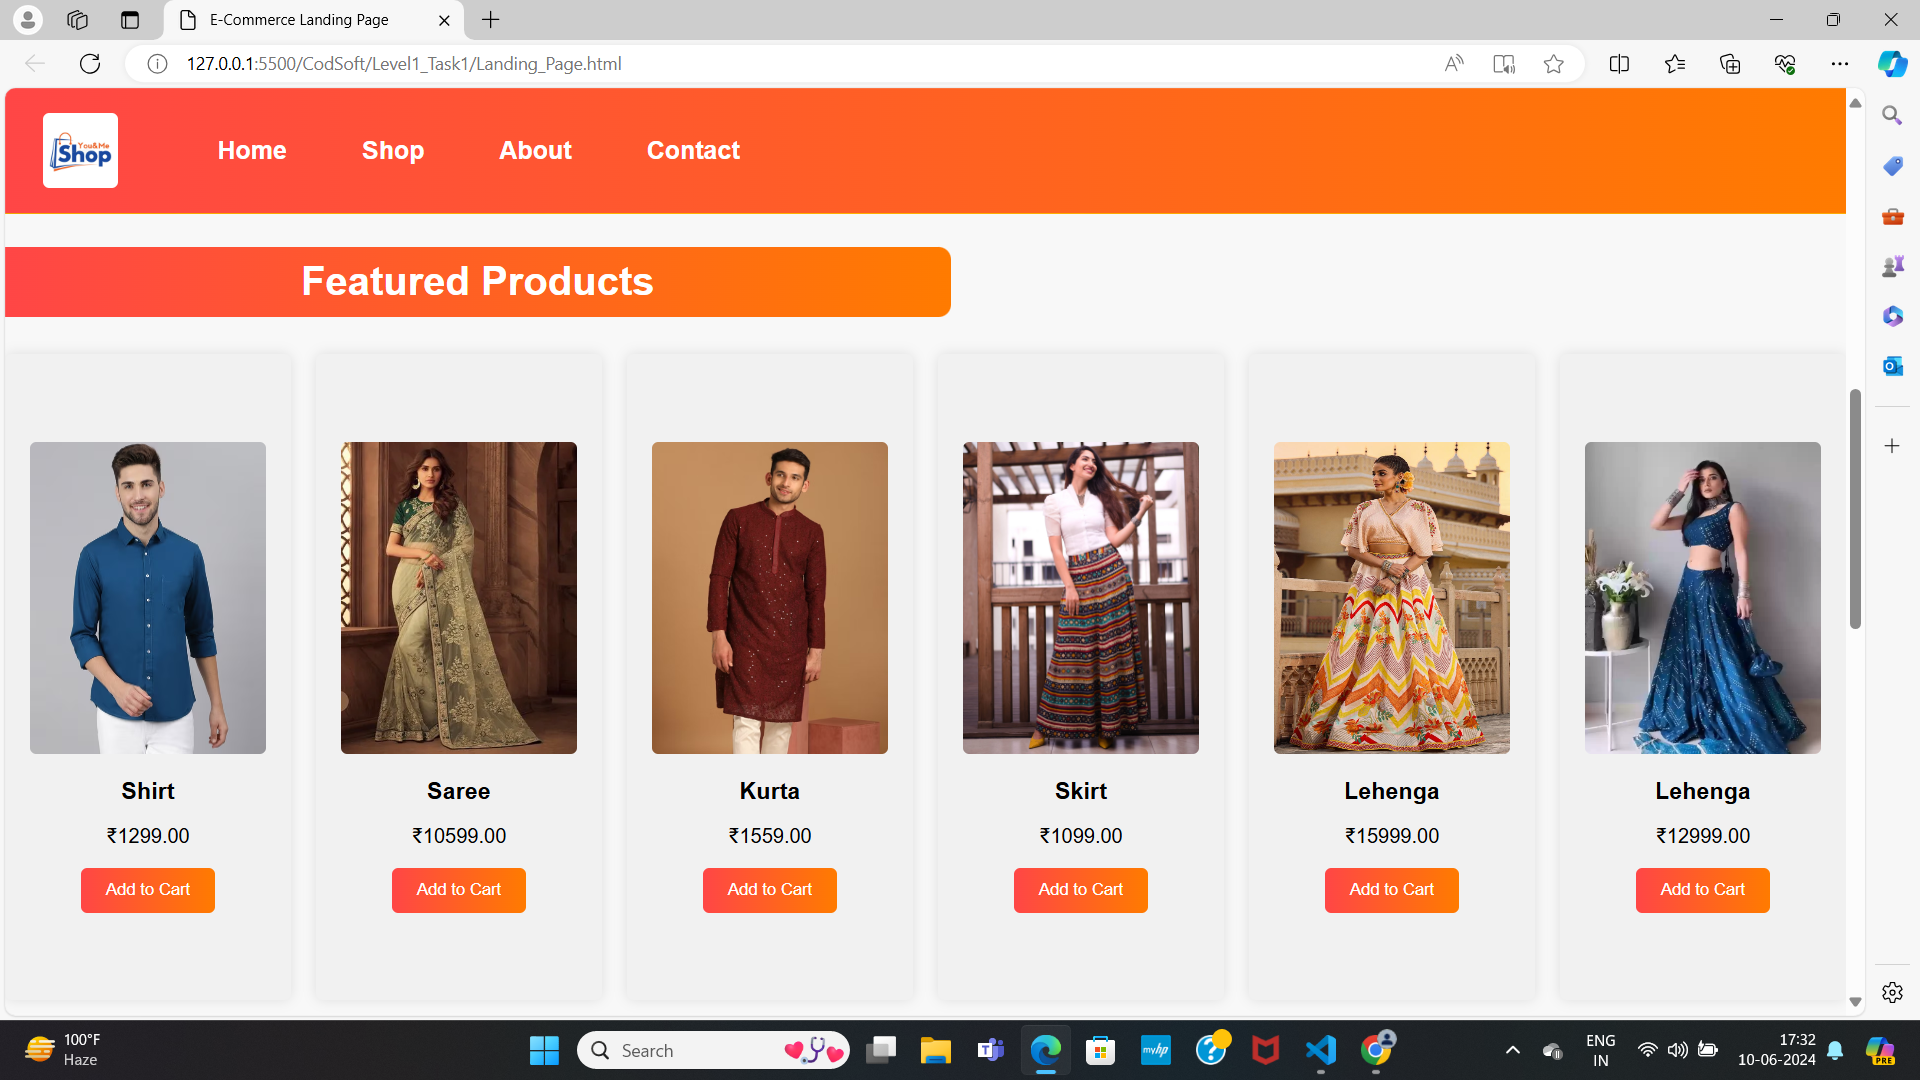 E-Commerce Landing Page
127.0.0.1:5500/CodSoft/Level1_Task1/Landing_Page.html
You&Me
Shop
Home Shop About Contact
Featured Products
Shirt Saree Kurta Skirt Lehenga Lehenga
₹1299.00 ₹10599.00 ₹1559.00 ₹1099.00 ₹15999.00 ₹12999.00
Add to Cart Add to Cart Add to Cart Add to Cart Add to Cart Add to Cart
100°F
Haze
Search
myhp
ENG
IN
17:32
10-06-2024
PRE